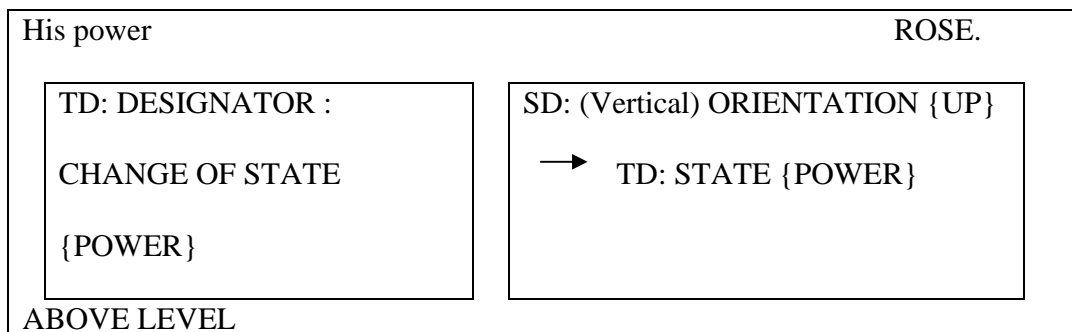 His power ROSE.
TD: DESIGNATOR :
CHANGE OF STATE
{POWER}
SD: (Vertical) ORIENTATION {UP}
TD: STATE {POWER}
ABOVE LEVEL